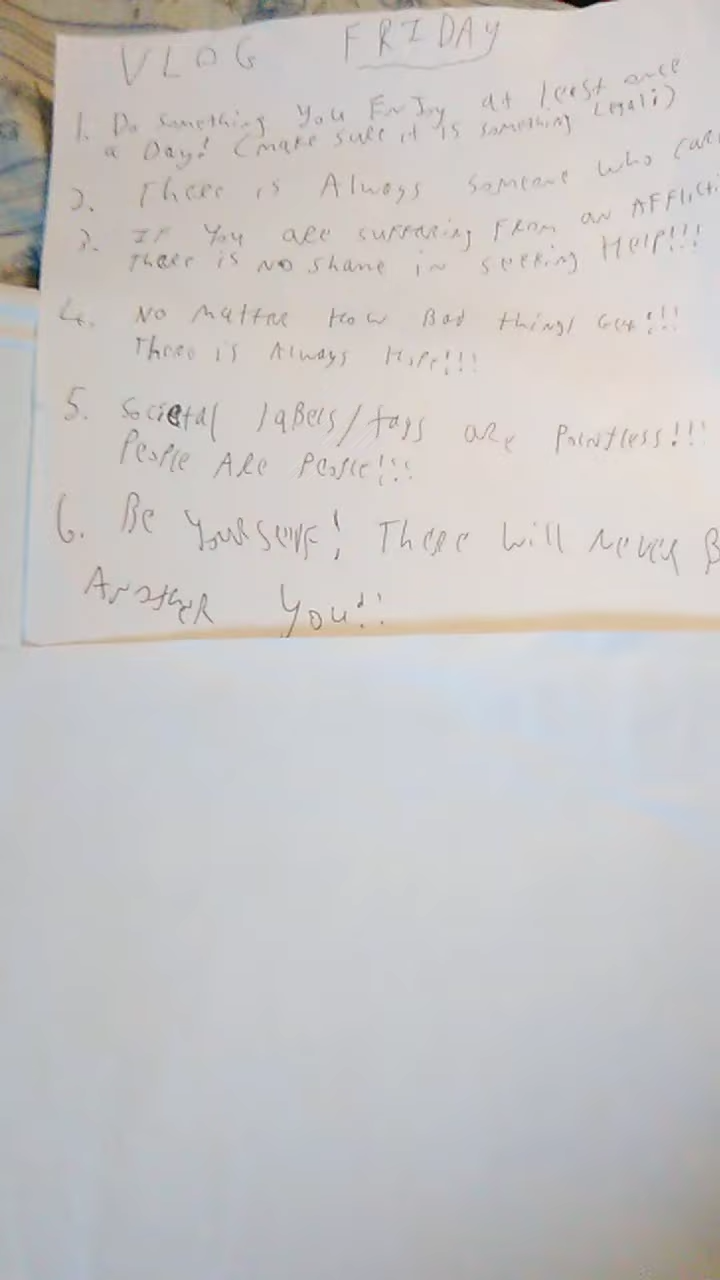 VLOG FRIDAY
1. Do something You EnJoy at least once
a Day! (make sure it is something Legal!)
2. There is Always someone who
3. IF You are suffering From an
There is NO shame in seeking Help!!!
4. NO matter How Bad things Get!!!
There is Always Hope!!!
5. Societal labels/tags are Pointless!!!
People Are People!!!
6. Be Yourself! There will Never
Another You!!